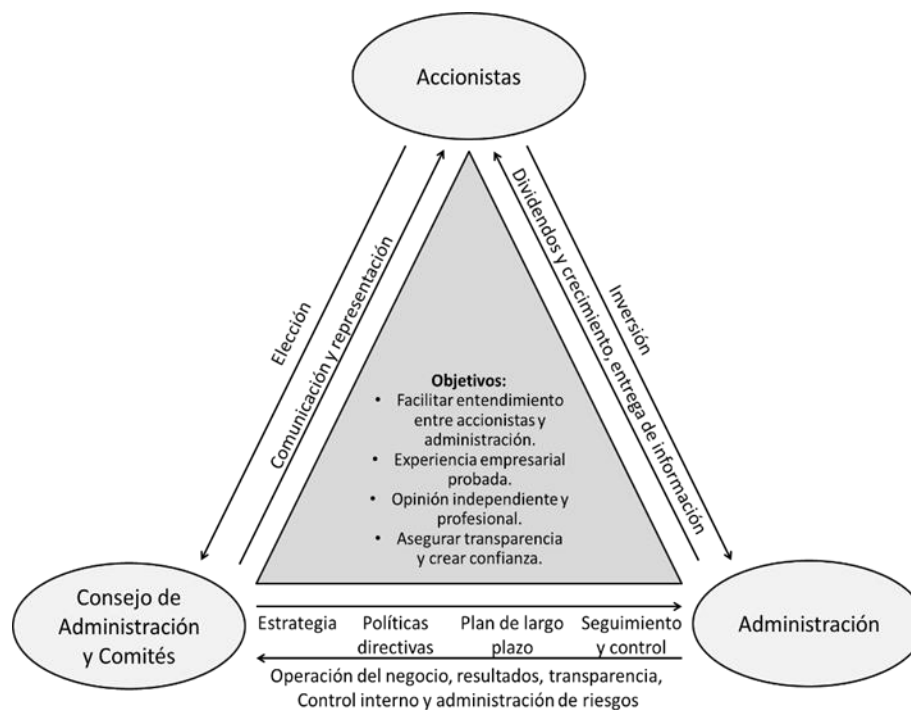 Accionistas
Elección
Comunicación y representación
Dividendos y crecimiento, entrega de información
Inversión
Objetivos:
• Facilitar entendimiento
entre accionistas y
administración.
• Experiencia empresarial
probada.
• Opinión independiente y
profesional.
• Asegurar transparencia
y crear confianza.
Consejo de
Administración
y Comités
Administración
Estrategia Políticas Plan de largo Seguimiento
directivas plazo y control
Operación del negocio, resultados, transparencia,
Control interno y administración de riesgos